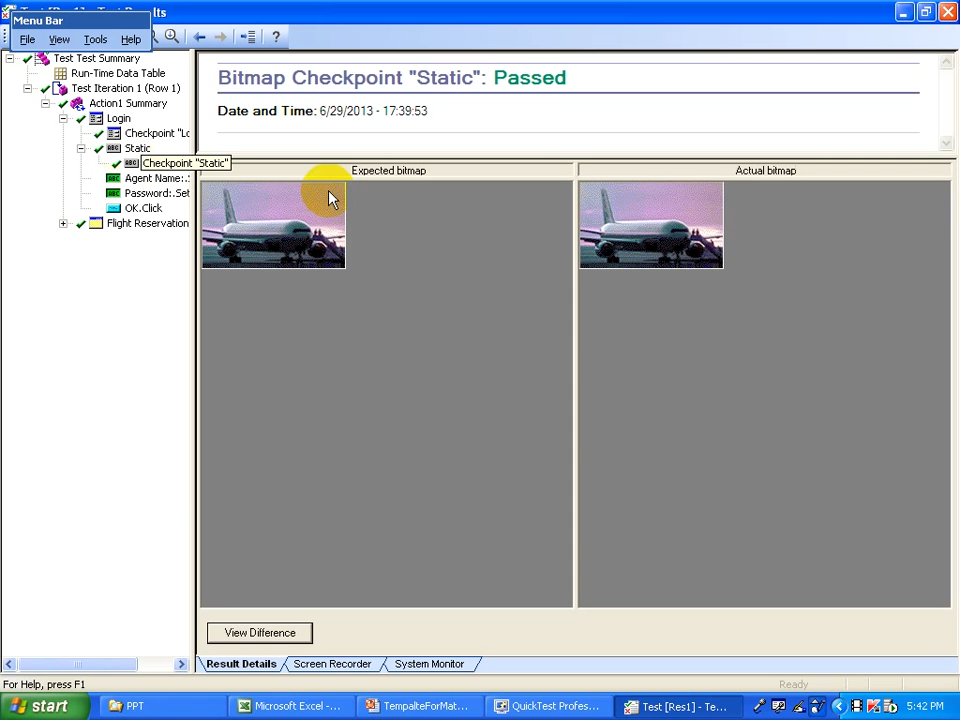 Menu Bar
File View Tools Help
?
Test Test Summary
Run-Time Data Table
Test Iteration 1 (Row 1)
Action1 Summary
Login
Checkpoint "Lo
Static
Checkpoint "Static"
Agent Name:.S
Password:.Set
OK.Click
Flight Reservation
Bitmap Checkpoint "Static": Passed
Date and Time: 6/29/2013 - 17:39:53
Expected bitmap
Actual bitmap
View Difference
Result Details Screen Recorder System Monitor
For Help, press F1
Ready
start PPT Microsoft Excel -... TempalteForMat... QuickTest Profes... Test [Res1] - Te... 5:42 PM